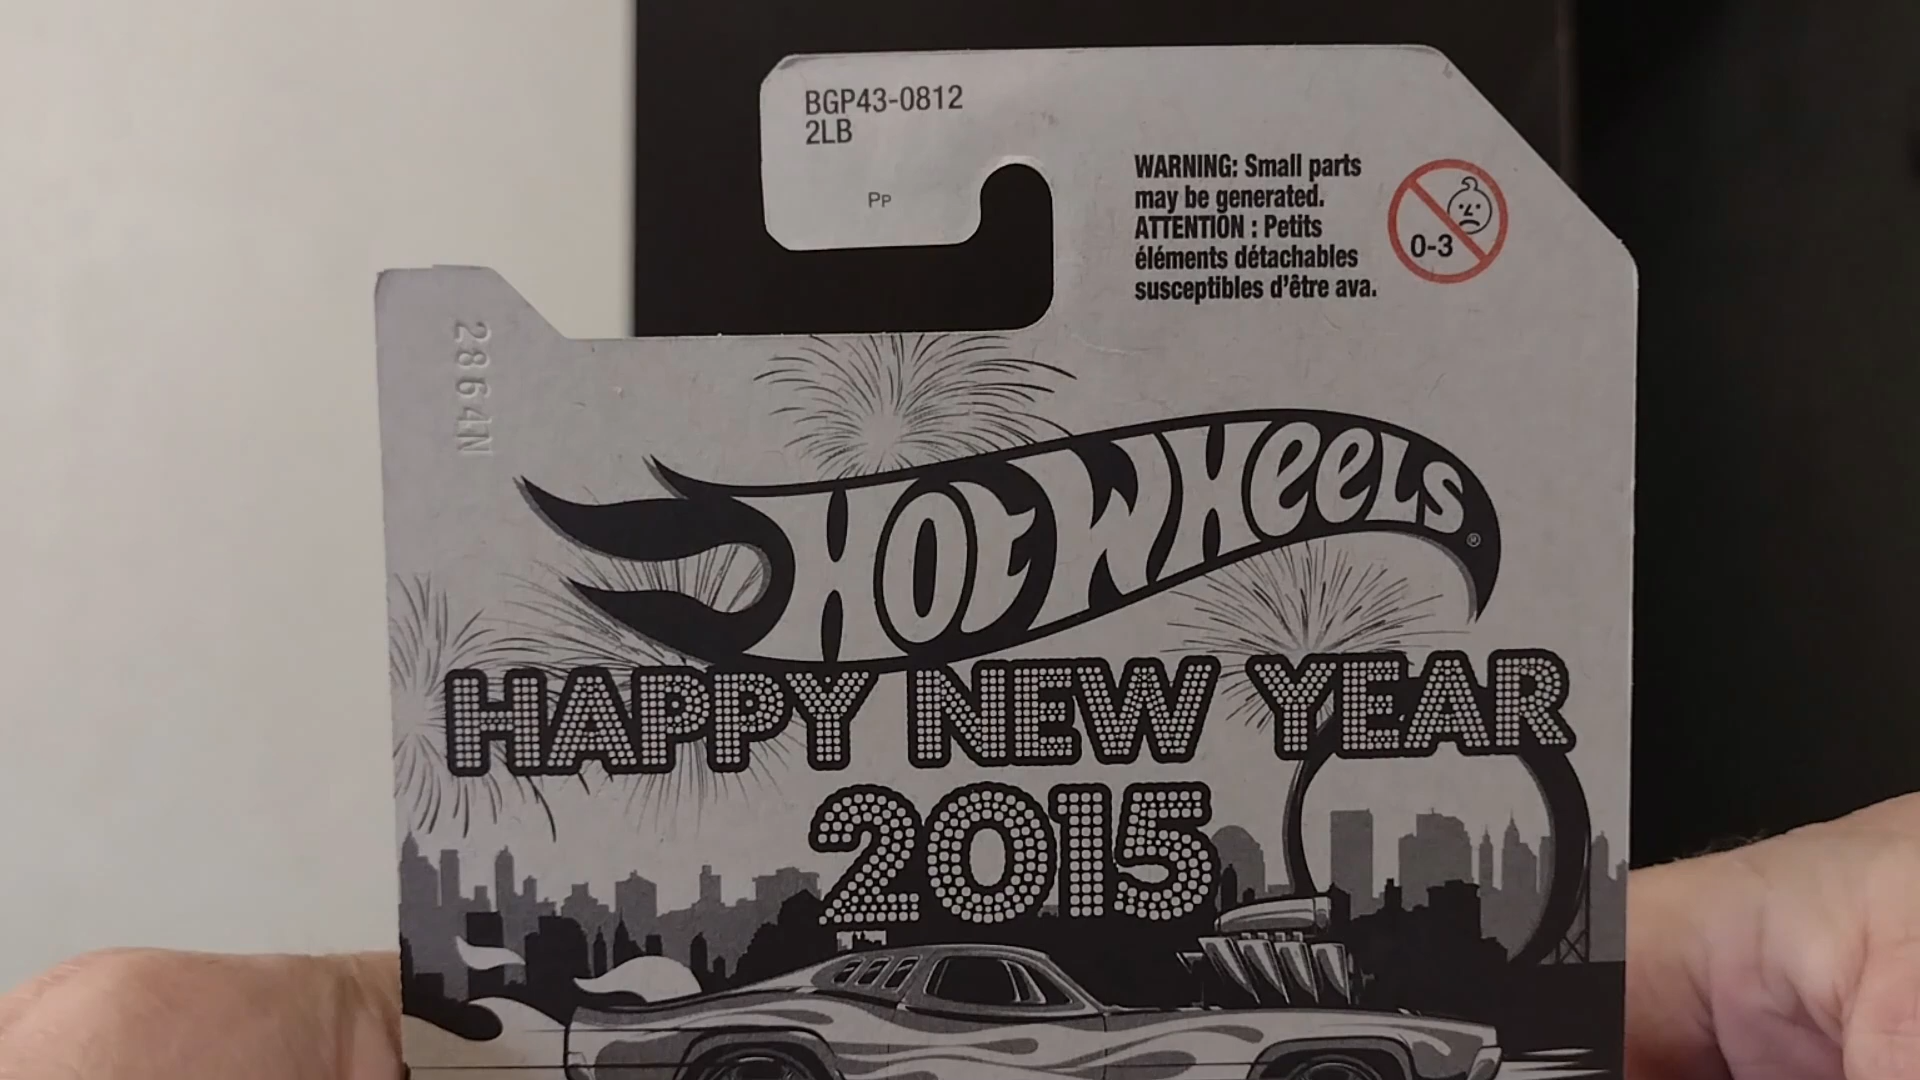 BGP43-0812
2LB
PP
WARNING: Small parts
may be generated.
ATTENTION : Petits
éléments détachables
susceptibles d'être ava.
0-3
2864N
HOT WHEELS®
HAPPY NEW YEAR
2015